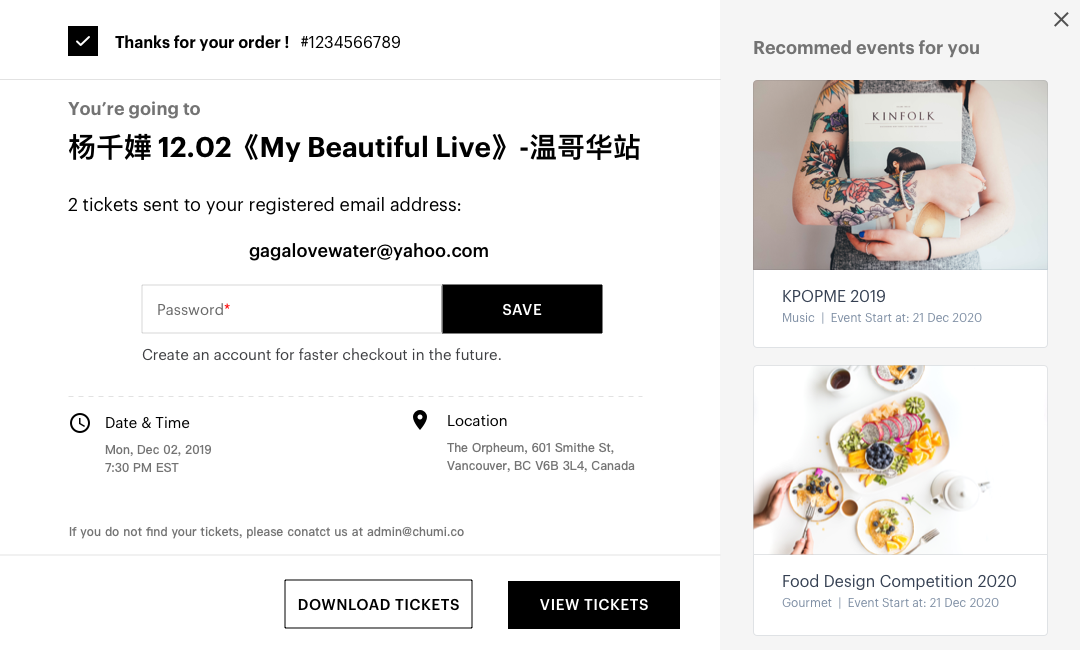 Thanks for your order ! #1234566789
You're going to
杨千嬅 12.02《My Beautiful Live》-温哥华站
2 tickets sent to your registered email address:
gagalovewater@yahoo.com
Password*
SAVE
Create an account for faster checkout in the future.
Date & Time
Mon, Dec 02, 2019
7:30 PM EST
Location
The Orpheum, 601 Smithe St,
Vancouver, BC V6B 3L4, Canada
If you do not find your tickets, please conatct us at admin@chumi.co
DOWNLOAD TICKETS
VIEW TICKETS
Recommed events for you
KINFOLK
KPOPME 2019
Music | Event Start at: 21 Dec 2020
Food Design Competition 2020
Gourmet | Event Start at: 21 Dec 2020